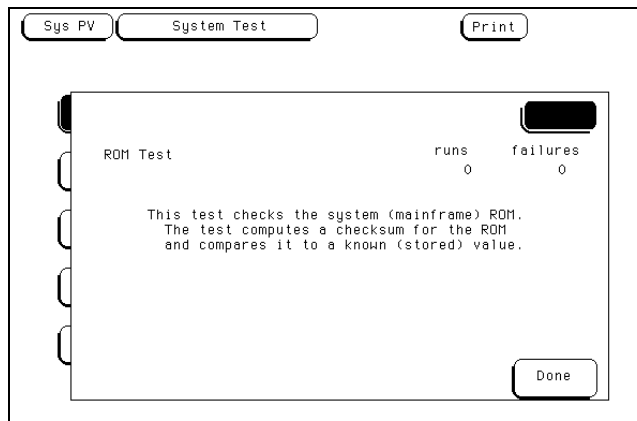 Sys PV System Test Print
ROM Test runs failures
0 0
This test checks the system (mainframe) ROM.
The test computes a checksum for the ROM
and compares it to a known (stored) value.
Done